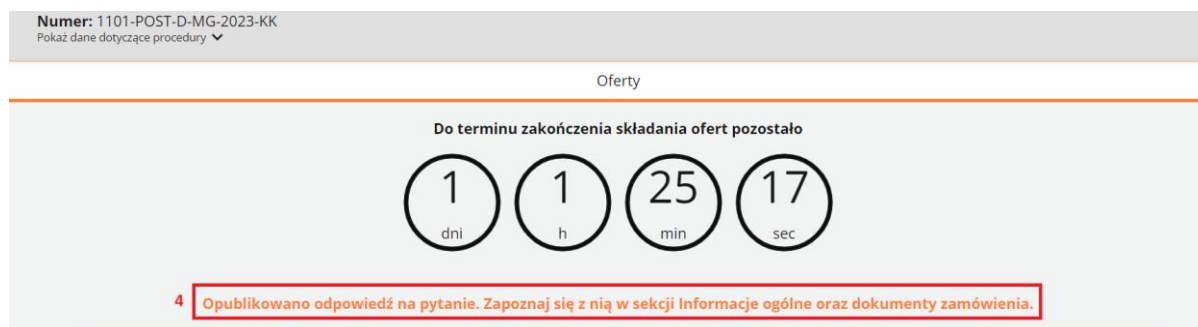 Numer: 1101-POST-D-MG-2023-KK
Pokaż dane dotyczące procedury
Oferty
Do terminu zakończenia składania ofert pozostało
1 1 25 17
dni h min sec
4 Opublikowano odpowiedź na pytanie. Zapoznaj się z nią w sekcji Informacje ogólne oraz dokumenty zamówienia.